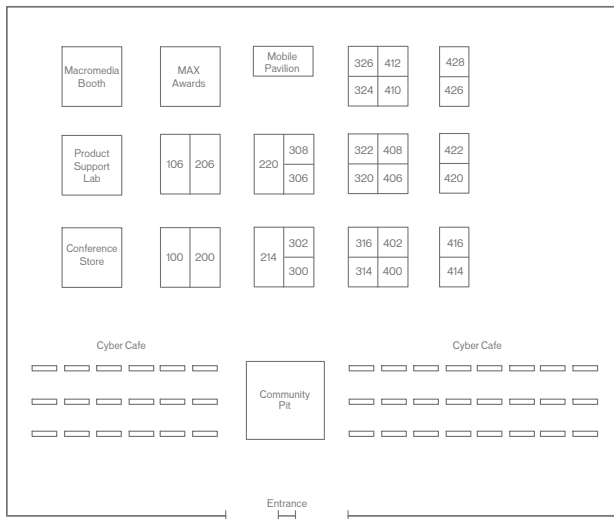 Macromedia
Booth
MAX
Awards
Mobile
Pavilion
326 412
324 410
428
426
Product
Support
Lab
106 206
220
308
306
322 408
320 406
422
420
Conference
Store
100 200
214
302
300
316 402
314 400
416
414
Cyber Cafe
Cyber Cafe
Community
Pit
Entrance